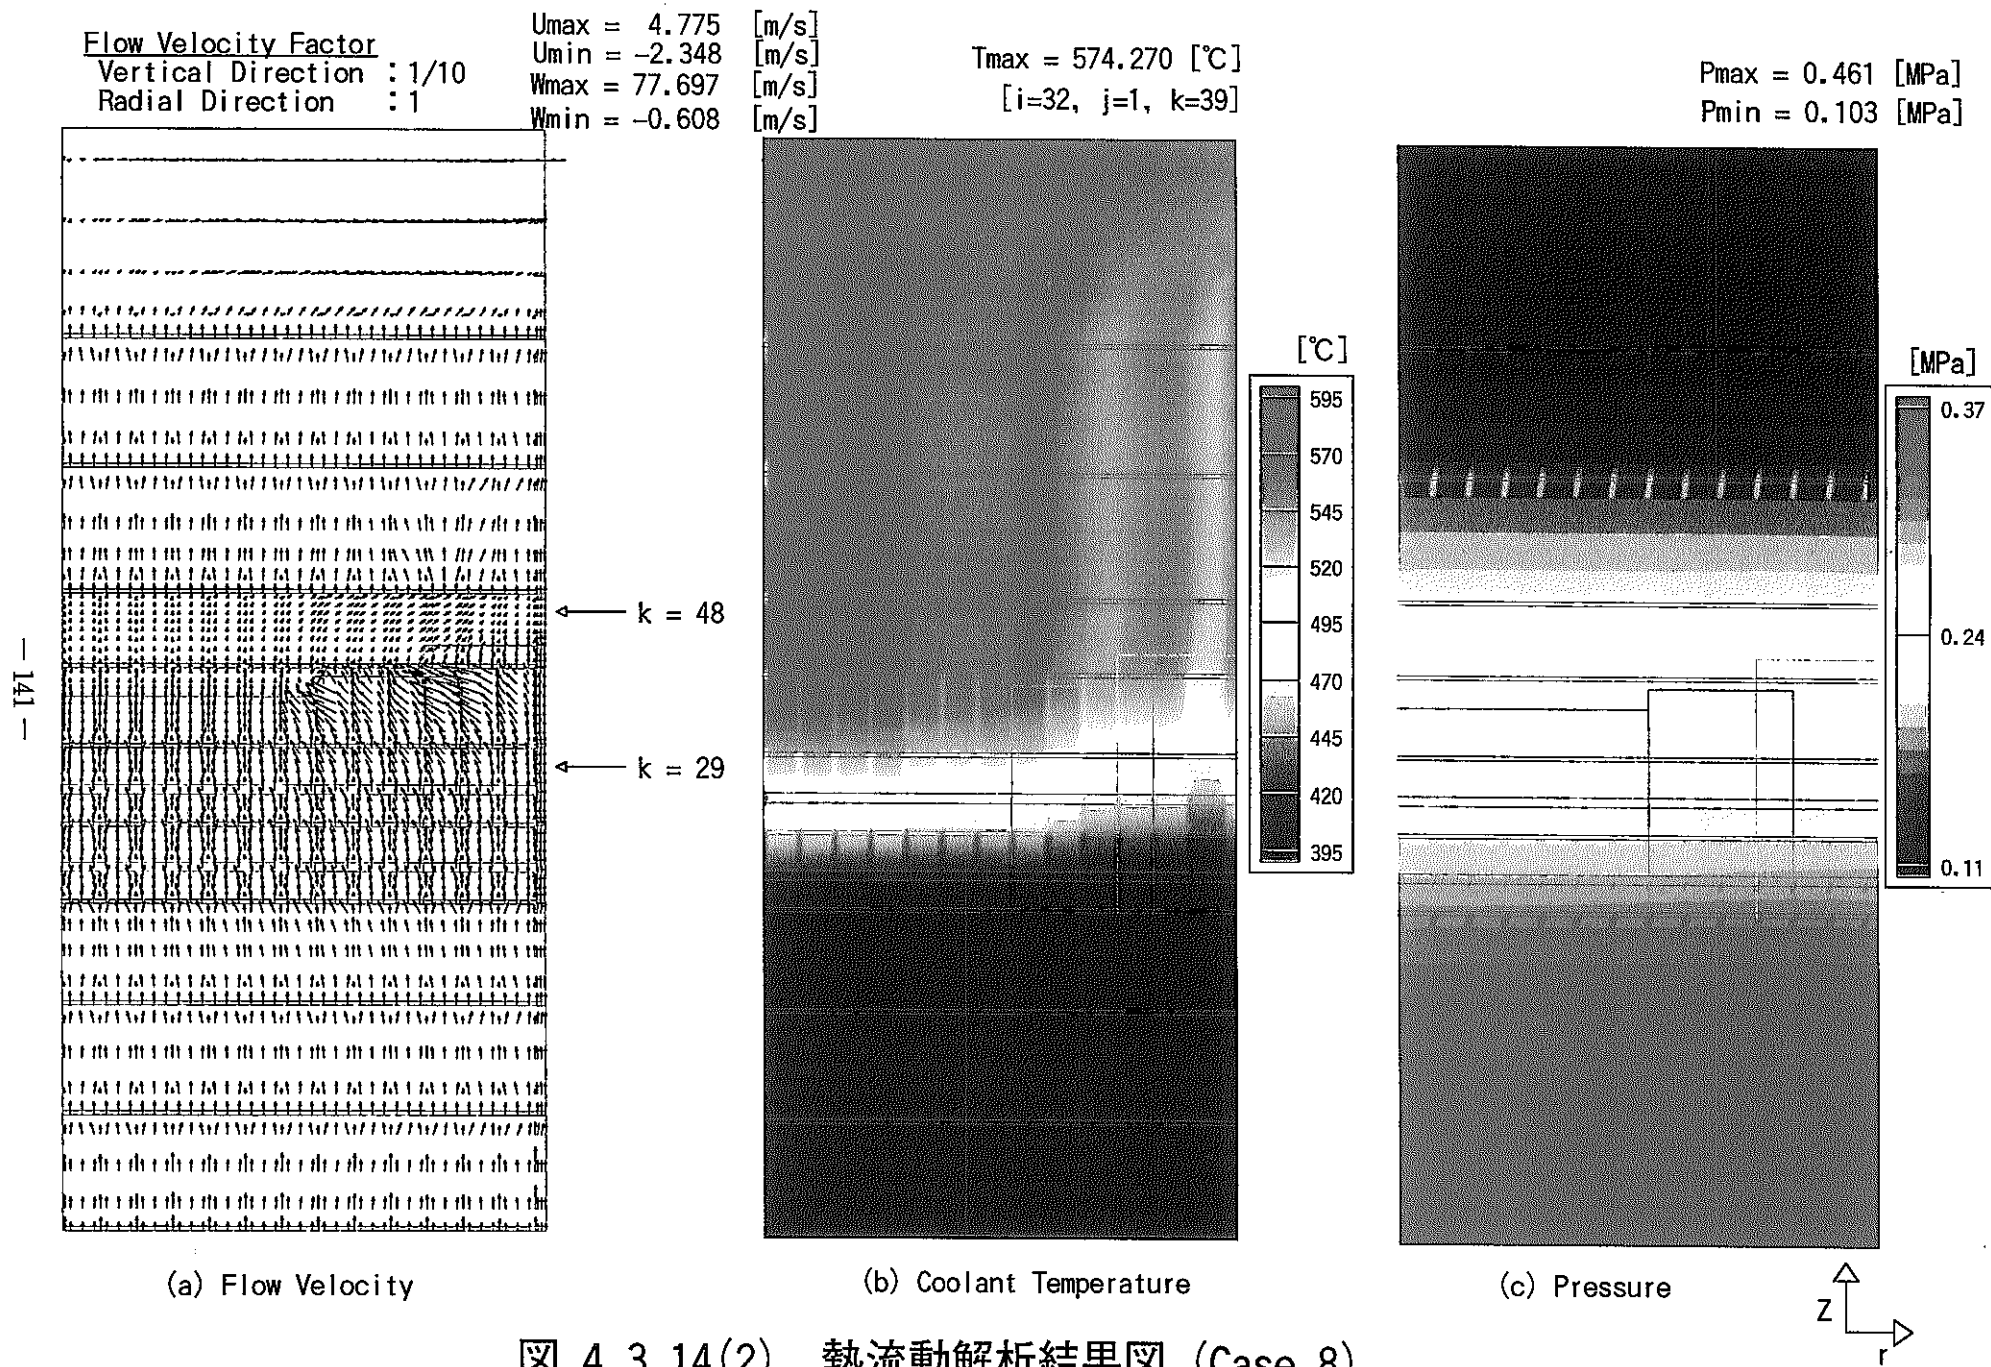 Flow Velocity Factor
Vertical Direction : 1/10
Radial Direction : 1
Umax = 4.775 [m/s]
Umin = -2.348 [m/s]
Wmax = 77.697 [m/s]
Wmin = -0.608 [m/s]
Tmax = 574.270 [℃]
[i=32, j=1, k=39]
Pmax = 0.461 [MPa]
Pmin = 0.103 [MPa]
k = 48
k = 29
[℃]
595
570
545
520
495
470
445
420
395
[MPa]
0.37
0.24
0.11
(a) Flow Velocity
(b) Coolant Temperature
(c) Pressure
Z
r
図 4.3.14(2) 熱流動解析結果図 (Case 8)
— 141 —